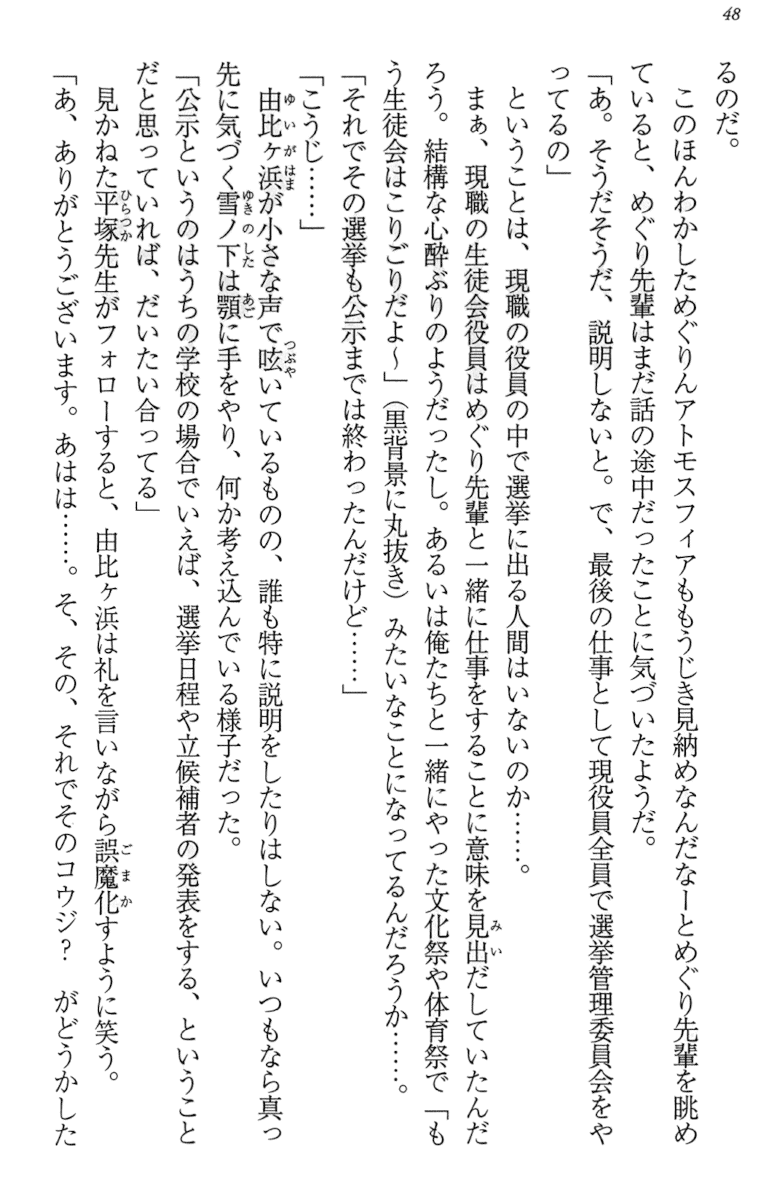 48
るのだ。
　このほんわかしためぐりんアトモスフィアももうじき見納めなんだなーとめぐり先輩を眺め
ていると、めぐり先輩はまだ話の途中だったことに気づいたようだ。
「あ。そうだそうだ、説明しないと。で、最後の仕事として現役員全員で選挙管理委員会をや
ってるの」
　ということは、現職の役員の中で選挙に出る人間はいないのか……。
　まぁ、現職の生徒会役員はめぐり先輩と一緒に仕事をすることに意味を見出だしていたんだ
ろう。結構な心酔ぶりのようだったし。あるいは俺たちと一緒にやった文化祭や体育祭で「も
う生徒会はこりごりだよ～」（黒背景に丸抜き）みたいなことになってるんだろうか……。
「それでその選挙も公示までは終わったんだけど……」
「こうじ……」
　由比ヶ浜が小さな声で呟いているものの、誰も特に説明をしたりはしない。いつもなら真っ
先に気づく雪ノ下は顎に手をやり、何か考え込んでいる様子だった。
「公示というのはうちの学校の場合でいえば、選挙日程や立候補者の発表をする、ということ
だと思っていれば、だいたい合ってる」
　見かねた平塚先生がフォローすると、由比ヶ浜は礼を言いながら誤魔化すように笑う。
「あ、ありがとうございます。あはは……。そ、その、それでそのコウジ？　がどうかした